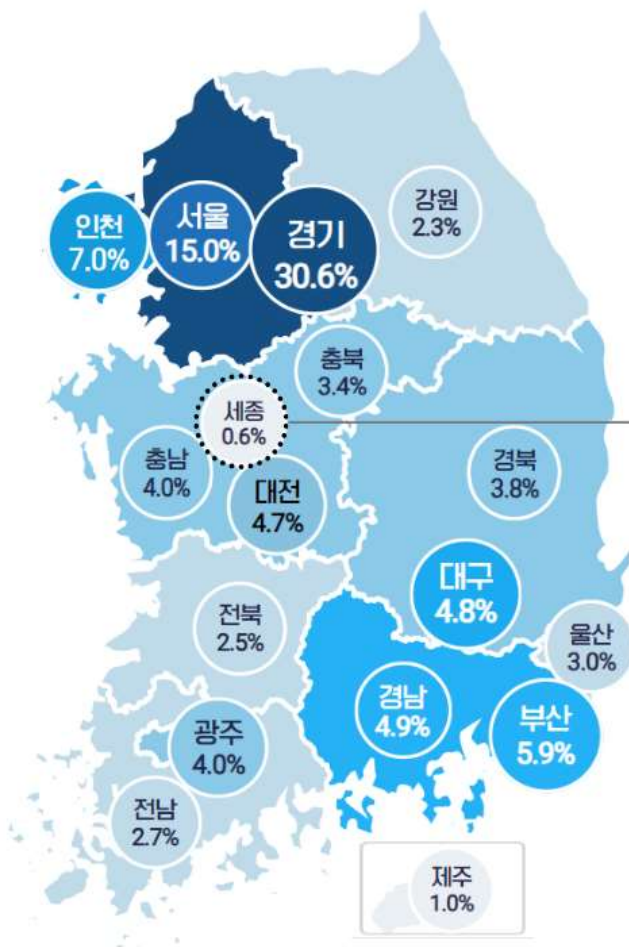 강원
2.3%
인천
7.0%
서울
15.0%
경기
30.6%
충북
3.4%
세종
0.6%
충남
4.0%
대전
4.7%
경북
3.8%
대구
4.8%
전북
2.5%
울산
3.0%
경남
4.9%
부산
5.9%
광주
4.0%
전남
2.7%
제주
1.0%